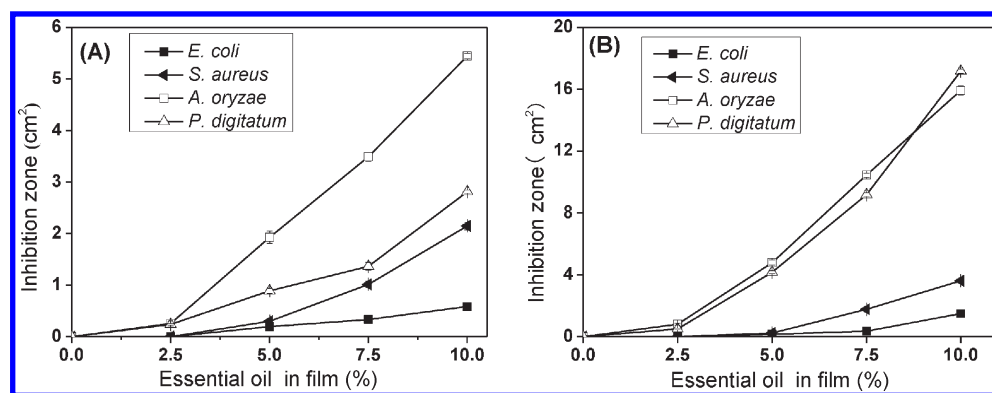 (A)
E. coli
S. aureus
A. oryzae
P. digitatum
Inhibition zone (cm²)
6
5
4
3
2
1
0
0.0 2.5 5.0 7.5 10.0
Essential oil in film (%)
(B)
E. coli
S. aureus
A. oryzae
P. digitatum
Inhibition zone( cm²)
20
16
12
8
4
0
0.0 2.5 5.0 7.5 10.0
Essential oil in film (%)